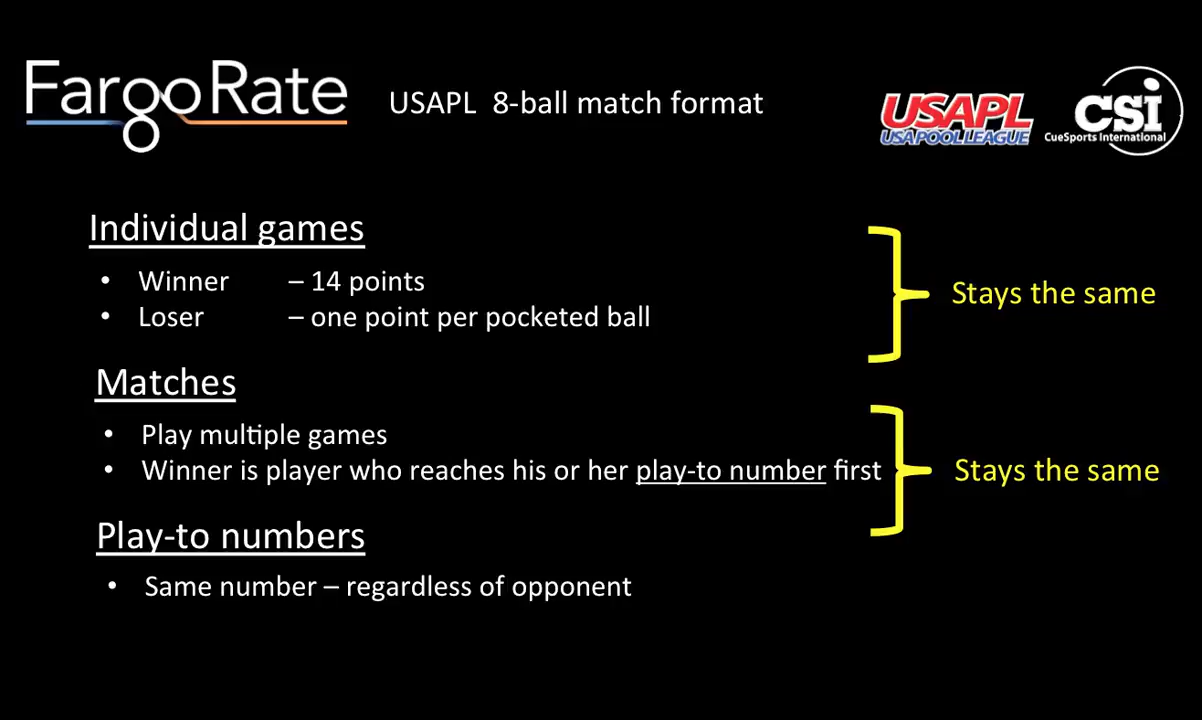 FargoRate
USAPL 8-ball match format
USAPL
USA POOL LEAGUE
CSI
CueSports International
Individual games
• Winner – 14 points
• Loser – one point per pocketed ball
Stays the same
Matches
• Play multiple games
• Winner is player who reaches his or her play-to number first
Stays the same
Play-to numbers
• Same number – regardless of opponent